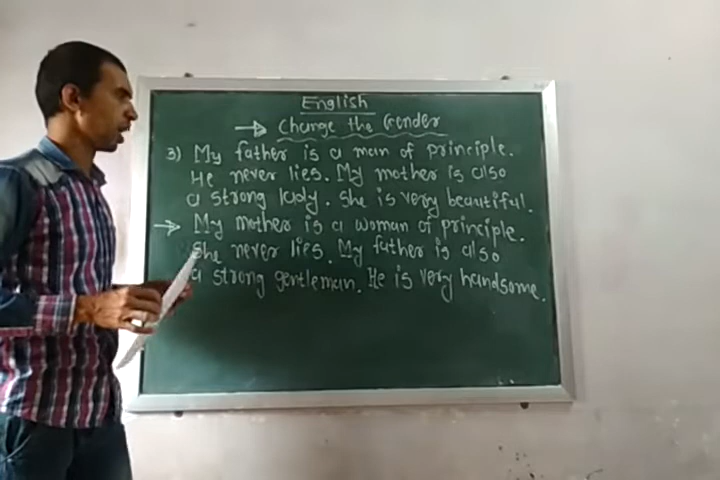 English
→ Change the Gender
3) My father is a man of principle.
He never lies. My mother is also
a strong lady. She is very beautiful.
→ My mother is a woman of principle.
She never lies. My father is also
a strong gentleman. He is very handsome.